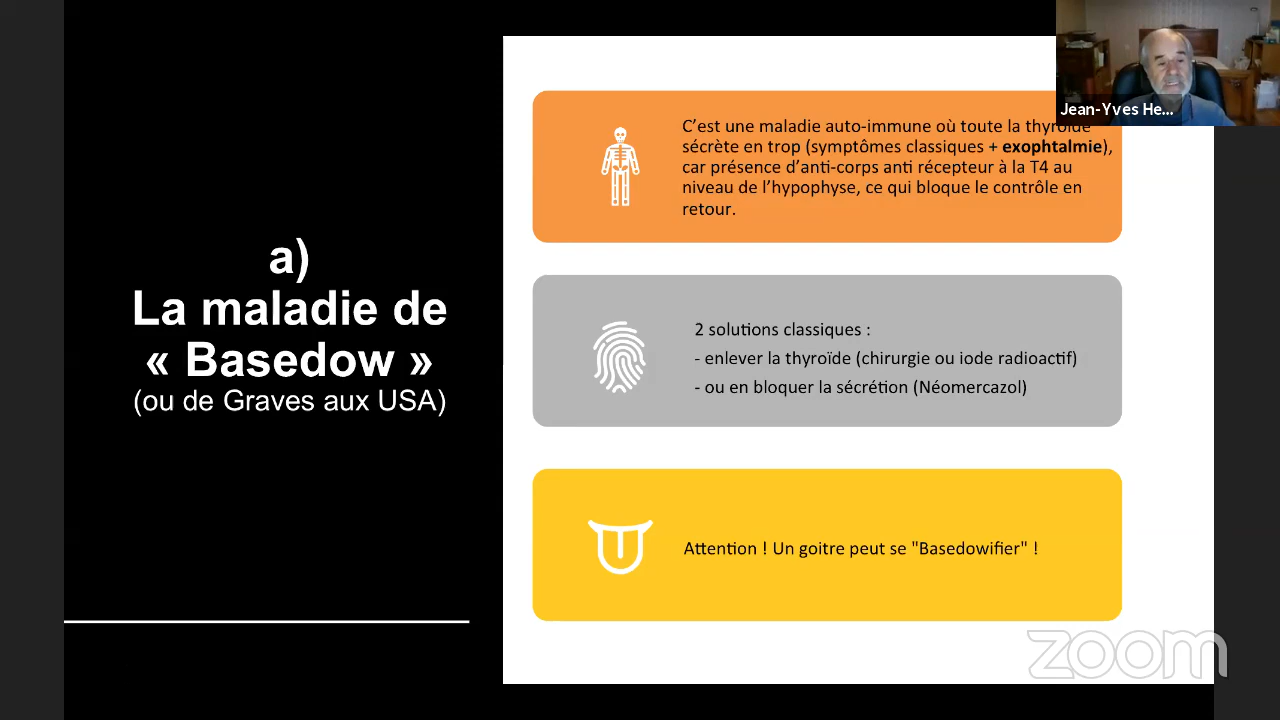 a)
La maladie de
« Basedow »
(ou de Graves aux USA)
C’est une maladie auto-immune où toute la thyroïde
sécrète en trop (symptômes classiques + exophtalmie),
car présence d’anti-corps anti récepteur à la T4 au
niveau de l’hypophyse, ce qui bloque le contrôle en
retour.
2 solutions classiques :
- enlever la thyroïde (chirurgie ou iode radioactif)
- ou en bloquer la sécrétion (Néomercazol)
Attention ! Un goitre peut se "Basedowifier" !
Jean-Yves He...
zoom